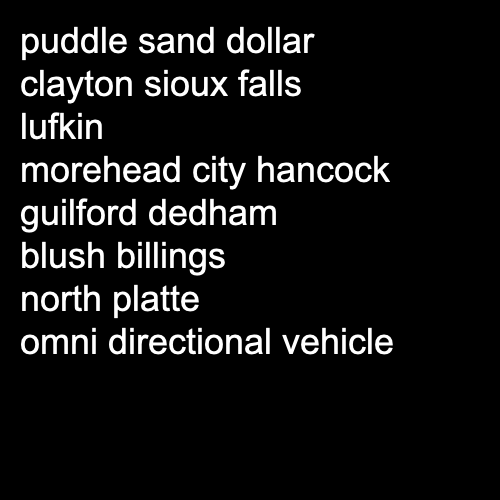 puddle sand dollar
clayton sioux falls
lufkin
morehead city hancock
guilford dedham
blush billings
north platte
omni directional vehicle